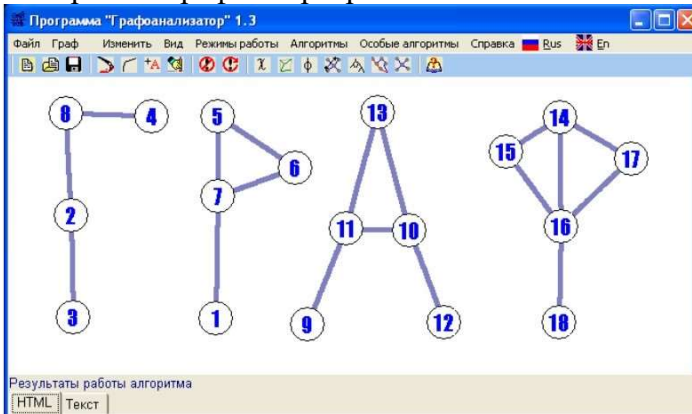 Программа "Графоанализатор" 1.3
Файл Граф Изменить Вид Режимы работы Алгоритмы Особые алгоритмы Справка Rus En
8 4 5 13 14
15 17
6
7
2 11 10 16
3 1 9 12 18
Результаты работы алгоритма
HTML Текст